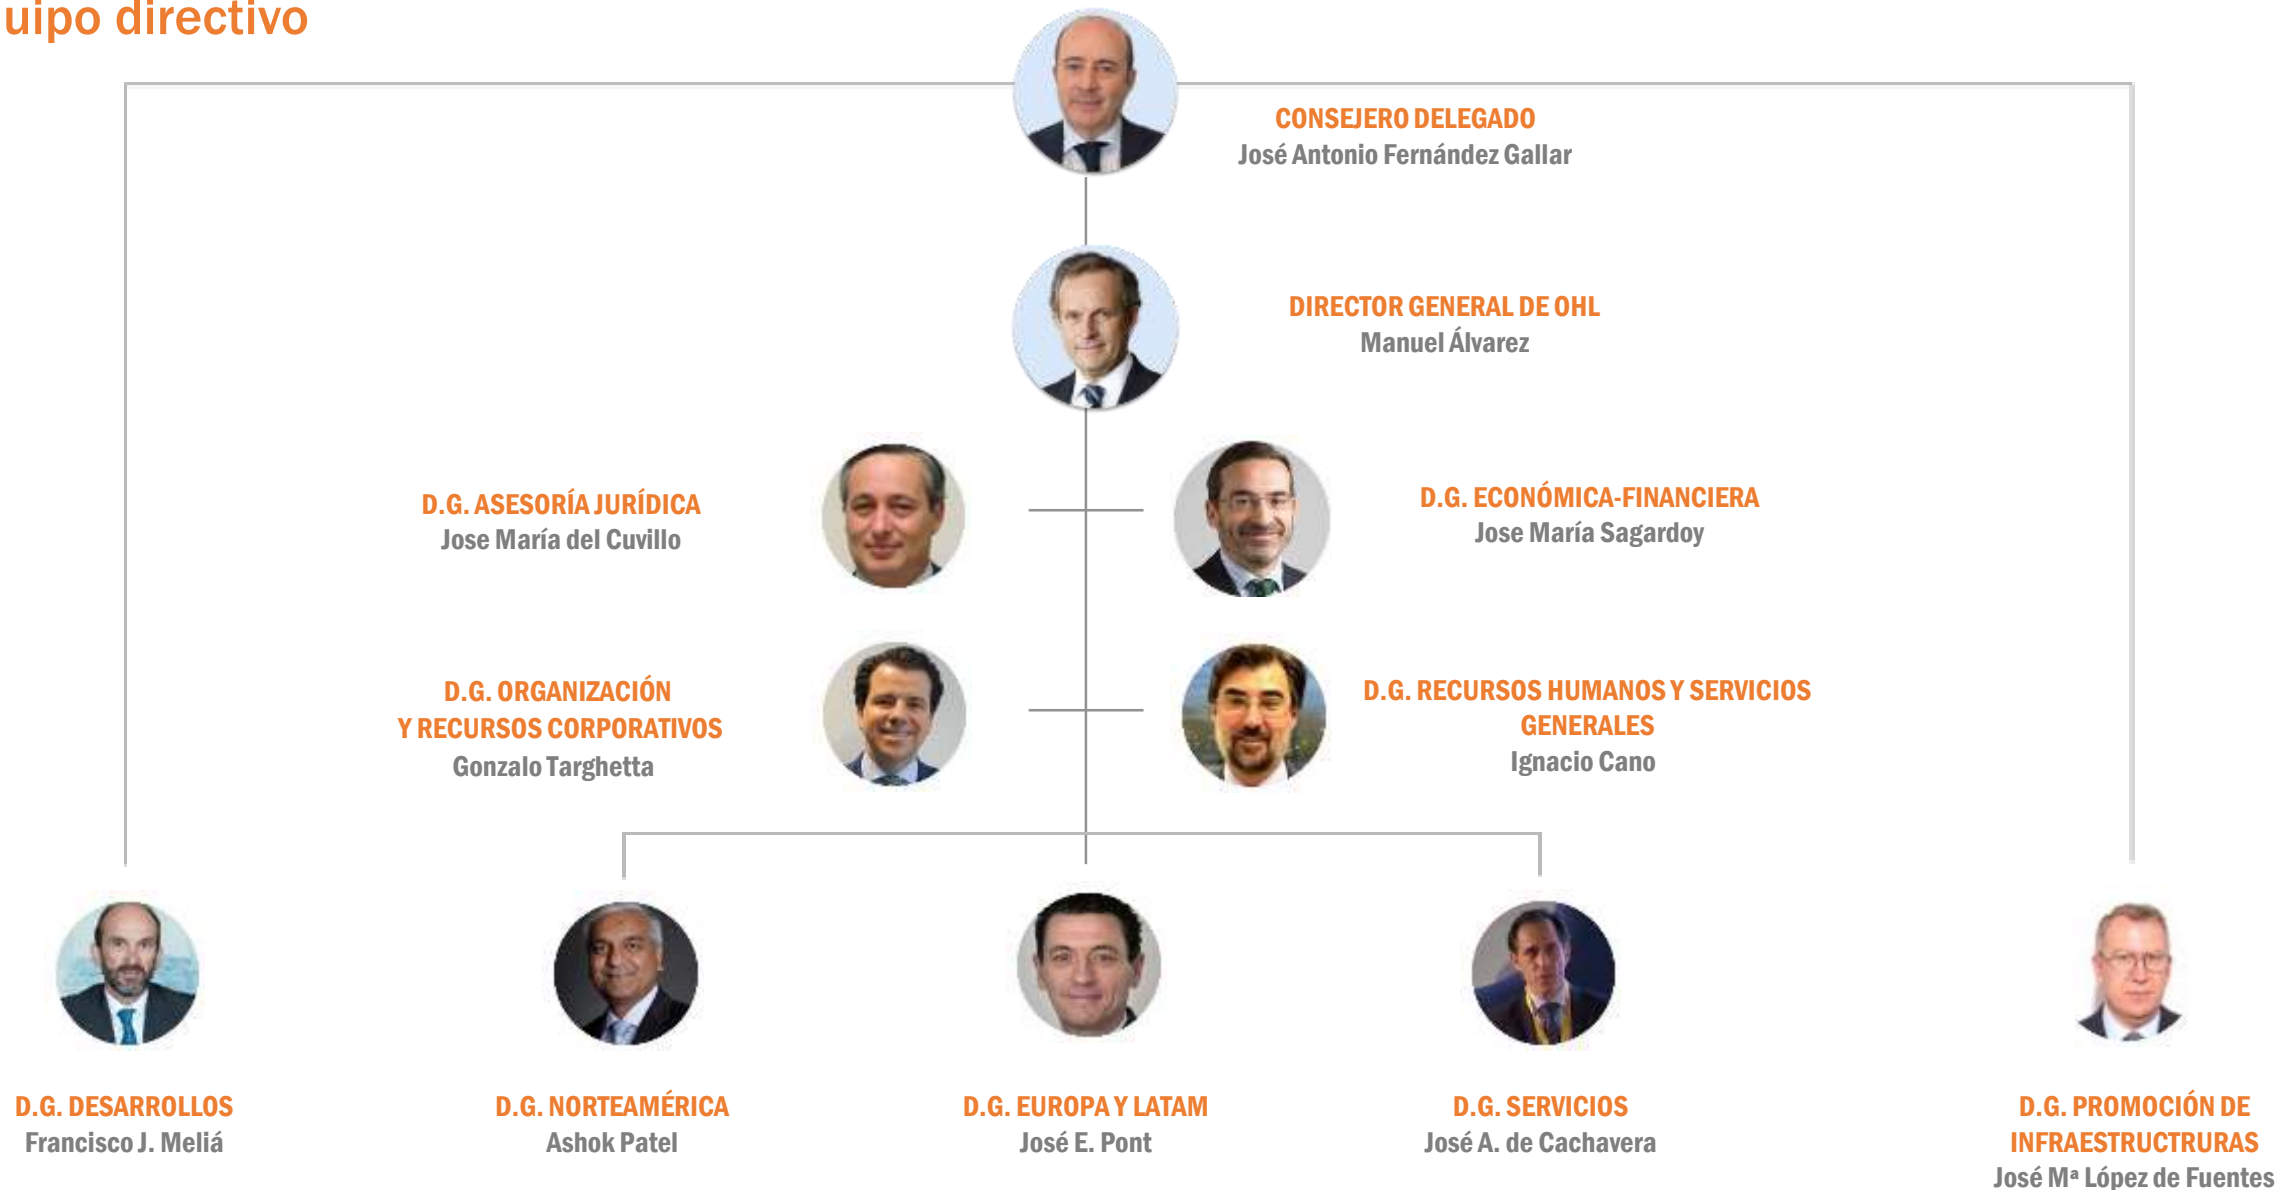 uipo directivo
CONSEJERO DELEGADO
José Antonio Fernández Gallar
DIRECTOR GENERAL DE OHL
Manuel Álvarez
D.G. ASESORÍA JURÍDICA
Jose María del Cuvillo
D.G. ECONÓMICA-FINANCIERA
Jose María Sagardoy
D.G. ORGANIZACIÓN
Y RECURSOS CORPORATIVOS
Gonzalo Targhetta
D.G. RECURSOS HUMANOS Y SERVICIOS
GENERALES
Ignacio Cano
D.G. DESARROLLOS
Francisco J. Meliá
D.G. NORTEAMÉRICA
Ashok Patel
D.G. EUROPA Y LATAM
José E. Pont
D.G. SERVICIOS
José A. de Cachavera
D.G. PROMOCIÓN DE
INFRAESTRUCTRURAS
José Mª López de Fuentes